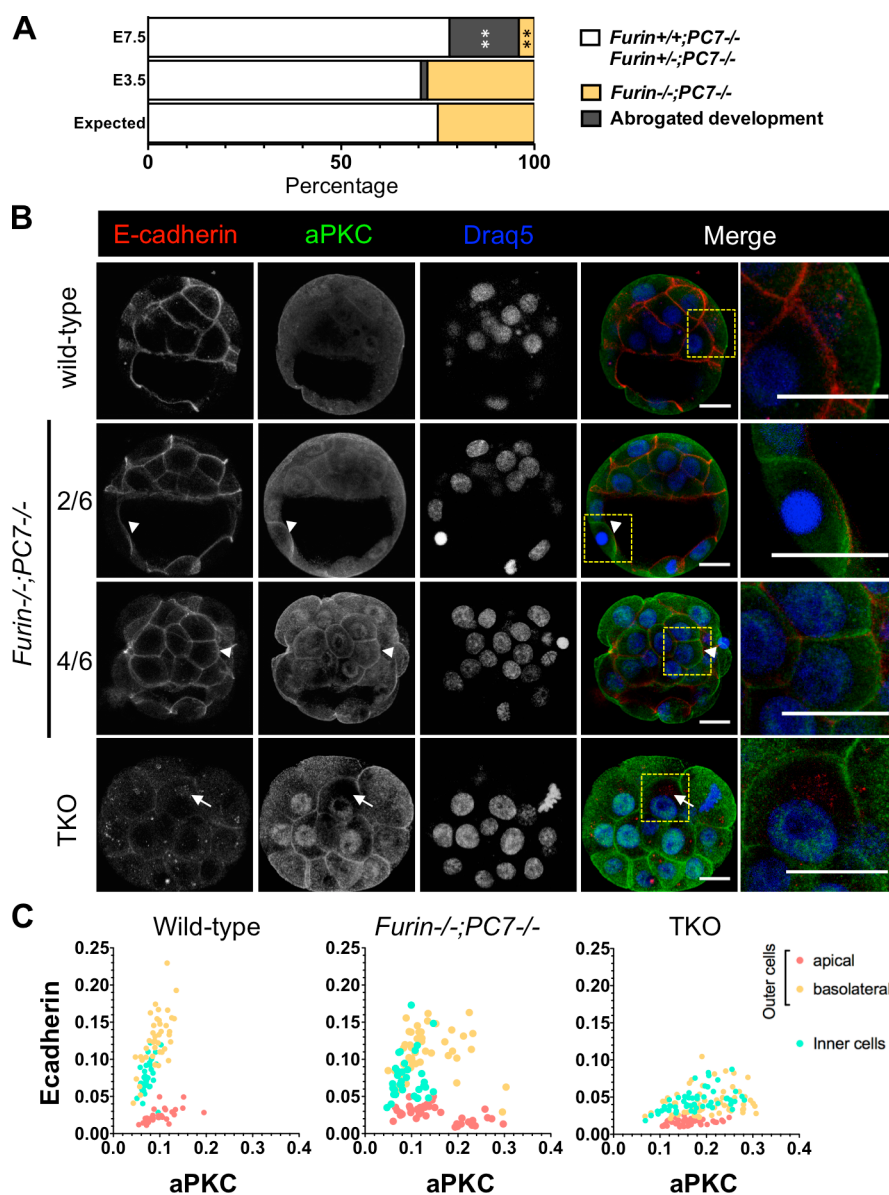 A
E7.5
E3.5
Expected
**
**
0
50
100
Percentage
Furin+/+;PC7-/-
Furin+/-;PC7-/-
Furin-/-;PC7-/-
Abrogated development
B
E-cadherin
aPKC
Draq5
Merge
wild-type
Furin-/-;PC7-/-
2/6
4/6
TKO
C
Wild-type
Furin-/-;PC7-/-
TKO
Ecadherin
0.25
0.20
0.15
0.10
0.05
0.00
0.0 0.1 0.2 0.3 0.4
aPKC
0.25
0.20
0.15
0.10
0.05
0.00
0.0 0.1 0.2 0.3 0.4
aPKC
0.25
0.20
0.15
0.10
0.05
0.00
0.0 0.1 0.2 0.3 0.4
aPKC
Outer cells
apical
basolateral
Inner cells